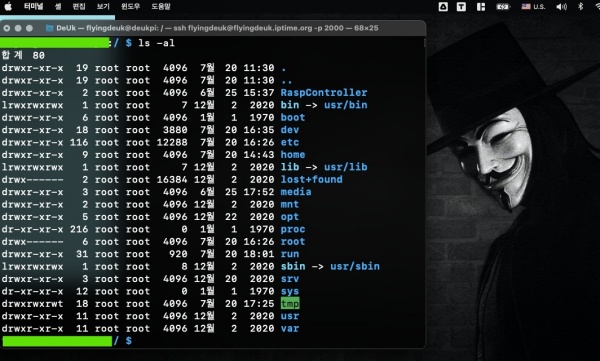 터미널 셸 편집 보기 윈도우 도움말 A T U.S.
DeUk — flyingdeuk@deukpi: / — ssh flyingdeuk@flyingdeuk.iptime.org -p 2000 — 68×25
:/ $ ls -al
합계 80
drwxr-xr-x 19 root root 4096 7월 20 11:30 .
drwxr-xr-x 19 root root 4096 7월 20 11:30 ..
drwxr-xr-x 2 root root 4096 6월 25 15:37 RaspController
lrwxrwxrwx 1 root root 7 12월 2 2020 bin -> usr/bin
drwxr-xr-x 6 root root 4096 1월 1 1970 boot
drwxr-xr-x 18 root root 3880 7월 20 16:35 dev
drwxr-xr-x 116 root root 12288 7월 20 16:26 etc
drwxr-xr-x 9 root root 4096 7월 20 14:43 home
lrwxrwxrwx 1 root root 7 12월 2 2020 lib -> usr/lib
drwx------ 2 root root 16384 12월 2 2020 lost+found
drwxr-xr-x 3 root root 4096 6월 25 17:52 media
drwxr-xr-x 2 root root 4096 12월 2 2020 mnt
drwxr-xr-x 5 root root 4096 12월 22 2020 opt
dr-xr-xr-x 216 root root 0 1월 1 1970 proc
drwx------ 6 root root 4096 7월 20 16:26 root
drwxr-xr-x 31 root root 920 7월 20 18:01 run
lrwxrwxrwx 1 root root 8 12월 2 2020 sbin -> usr/sbin
drwxr-xr-x 3 root root 4096 12월 20 2020 srv
dr-xr-xr-x 12 root root 0 1월 1 1970 sys
drwxrwxrwt 18 root root 4096 7월 20 17:25 tmp
drwxr-xr-x 11 root root 4096 12월 2 2020 usr
drwxr-xr-x 11 root root 4096 12월 2 2020 var
:/ $